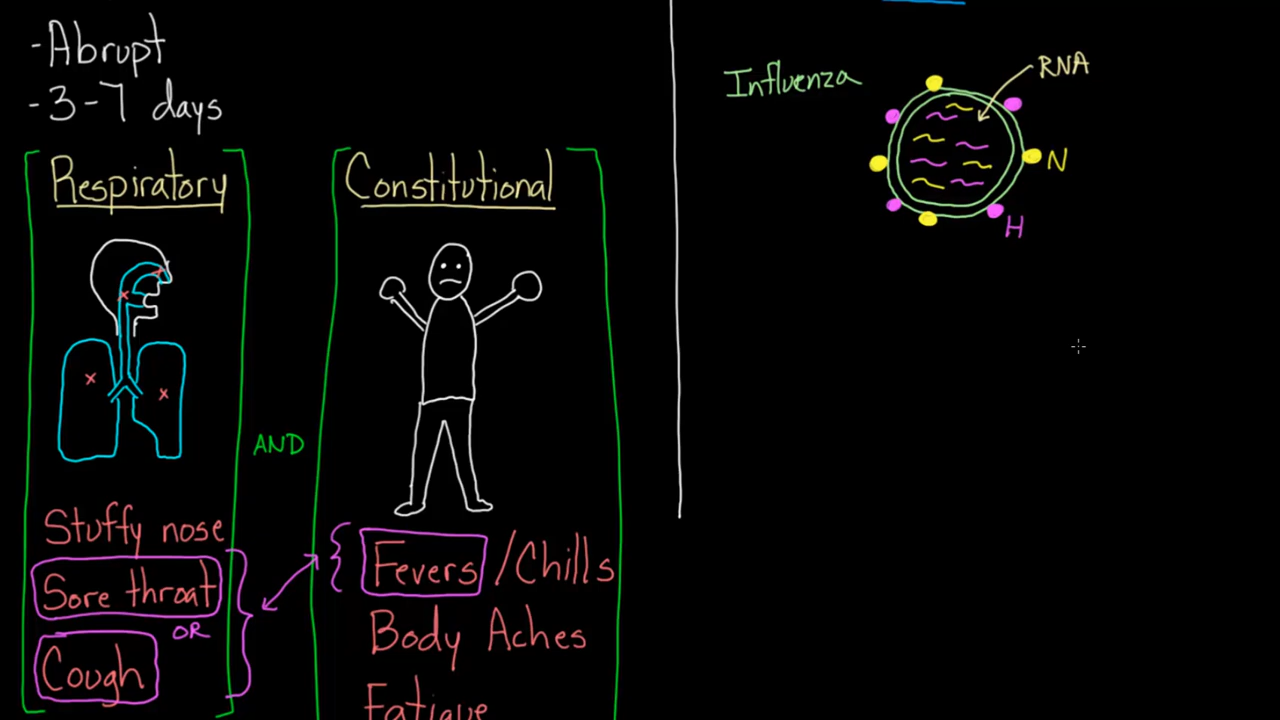 -Abrupt
-3-7 days
Respiratory
Stuffy nose
Sore throat
OR
Cough
AND
Constitutional
Fevers /Chills
Body Aches
Fatigue
Influenza
RNA
N
H